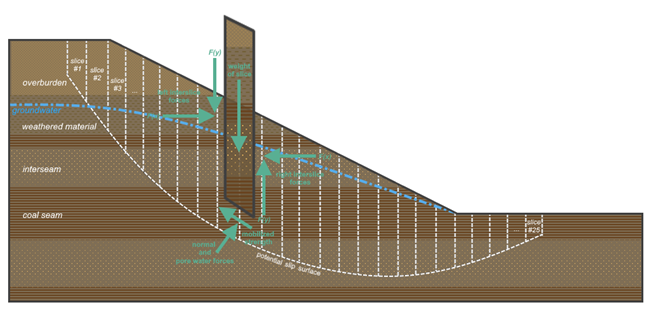 slice
#1
slice
#2
slice
#3
...
F(y)
weight
of slice
overburden
groundwater
forces
weathered material
interseam
forces
coal seam
mobilised
strength
normal
and
pore-water forces
potential slip surface
...
slice
#25